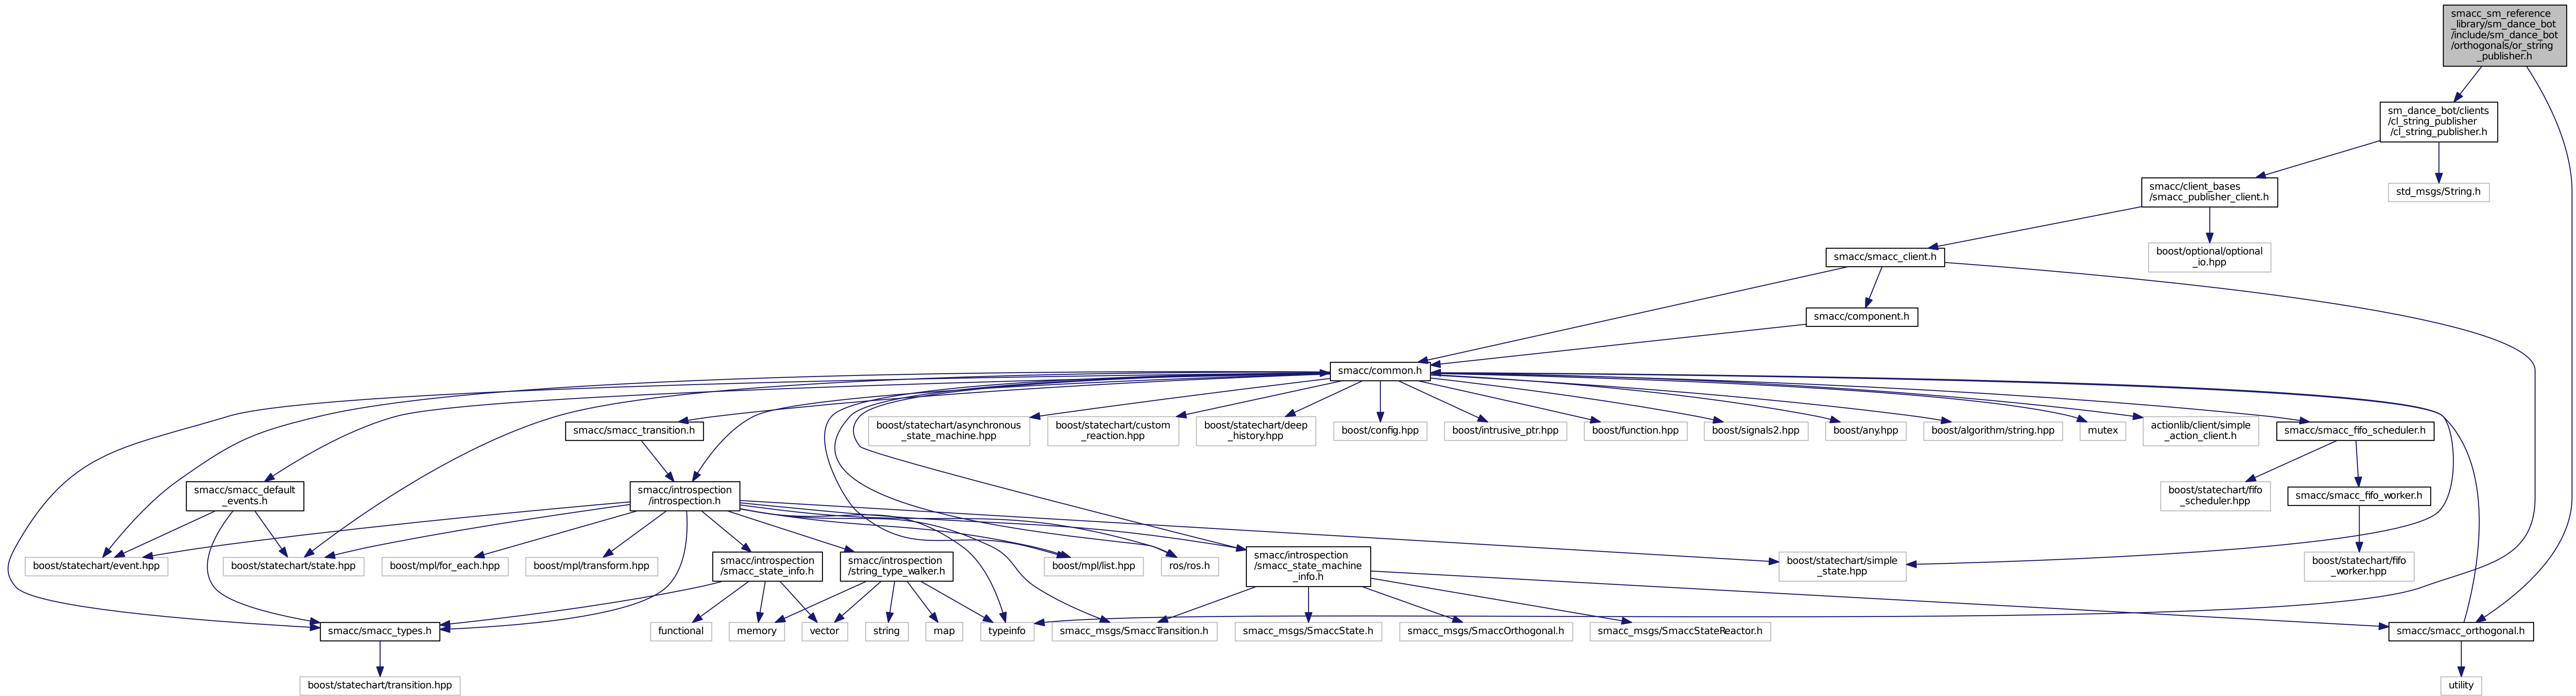 smacc_sm_reference
_library/sm_dance_bot
/include/sm_dance_bot
/orthogonals/or_string
_publisher.h
sm_dance_bot/clients
/cl_string_publisher
/cl_string_publisher.h
smacc/client_bases
/smacc_publisher_client.h
std_msgs/String.h
smacc/smacc_client.h
boost/optional/optional
_io.hpp
smacc/component.h
smacc/common.h
smacc/smacc_transition.h
boost/statechart/asynchronous
_state_machine.hpp
boost/statechart/custom
_reaction.hpp
boost/statechart/deep
_history.hpp
boost/config.hpp
boost/intrusive_ptr.hpp
boost/function.hpp
boost/signals2.hpp
boost/any.hpp
boost/algorithm/string.hpp
mutex
actionlib/client/simple
_action_client.h
smacc/smacc_fifo_scheduler.h
smacc/smacc_default
_events.h
smacc/introspection
/introspection.h
boost/statechart/fifo
_scheduler.hpp
smacc/smacc_fifo_worker.h
boost/statechart/event.hpp
boost/statechart/state.hpp
boost/mpl/for_each.hpp
boost/mpl/transform.hpp
smacc/introspection
/smacc_state_info.h
smacc/introspection
/string_type_walker.h
boost/mpl/list.hpp
ros/ros.h
smacc/introspection
/smacc_state_machine
_info.h
boost/statechart/simple
_state.hpp
boost/statechart/fifo
_worker.hpp
smacc/smacc_types.h
functional
memory
vector
string
map
typeinfo
smacc_msgs/SmaccTransition.h
smacc_msgs/SmaccState.h
smacc_msgs/SmaccOrthogonal.h
smacc_msgs/SmaccStateReactor.h
smacc/smacc_orthogonal.h
boost/statechart/transition.hpp
utility